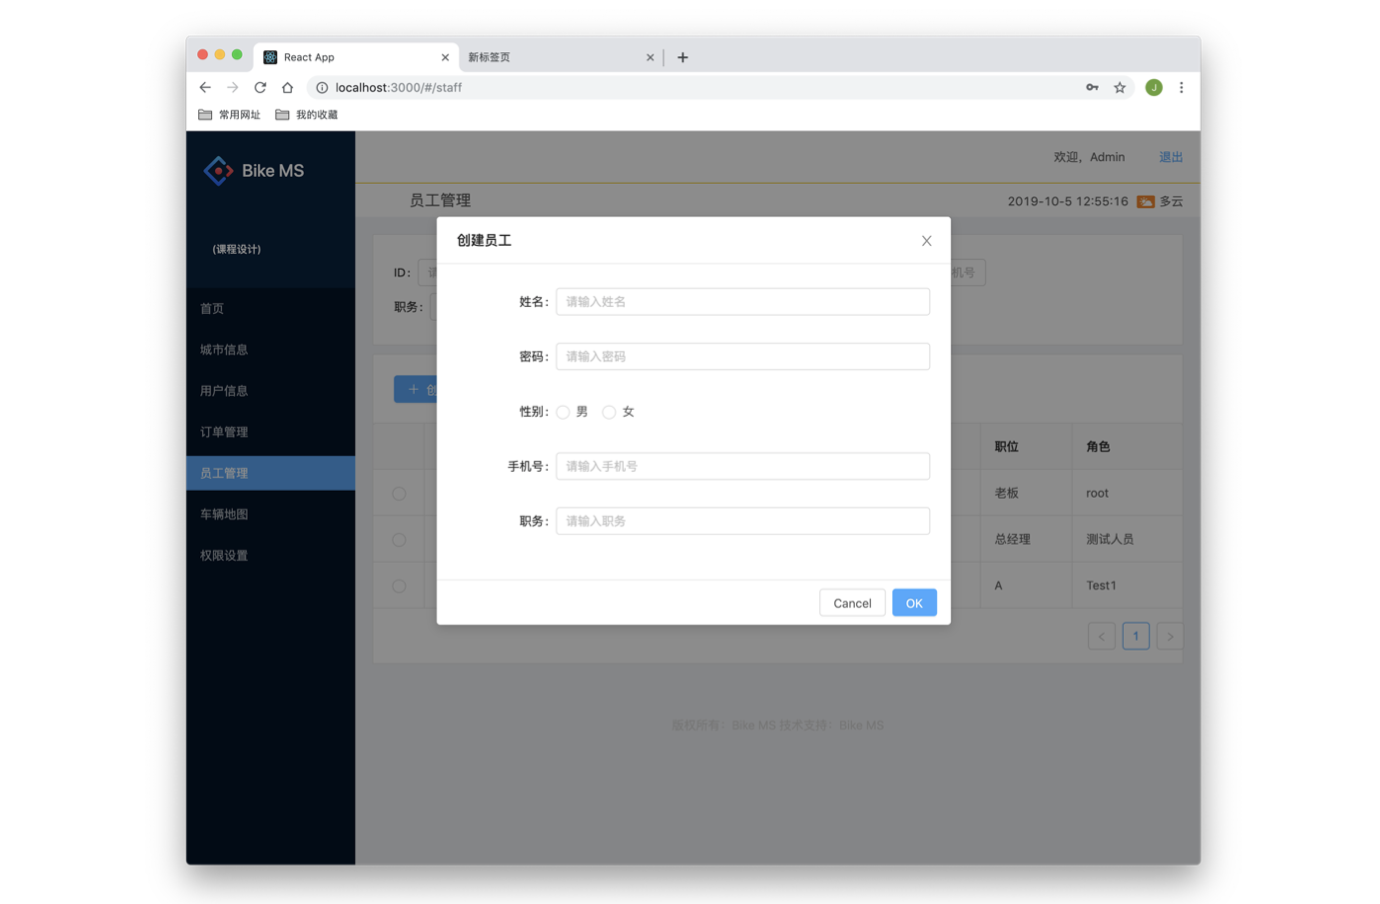 React App
新标签页
localhost:3000/#/staff
J
常用网址
我的收藏
Bike MS
欢迎，Admin
退出
员工管理
2019-10-5 12:55:16
多云
(课程设计)
首页
城市信息
用户信息
订单管理
员工管理
车辆地图
权限设置
ID：
机号
职务：
+ 创
创建员工
姓名：
请输入姓名
密码：
请输入密码
性别：
男
女
手机号：
请输入手机号
职务：
请输入职务
Cancel
OK
职位
角色
老板
root
总经理
测试人员
A
Test1
1
版权所有：Bike MS 技术支持：Bike MS